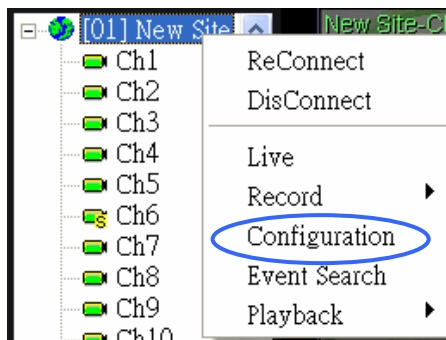 [01] New Site
New Site-C
Ch1
Ch2
Ch3
Ch4
Ch5
Ch6
Ch7
Ch8
Ch9
Ch10
ReConnect
DisConnect
Live
Record
Configuration
Event Search
Playback